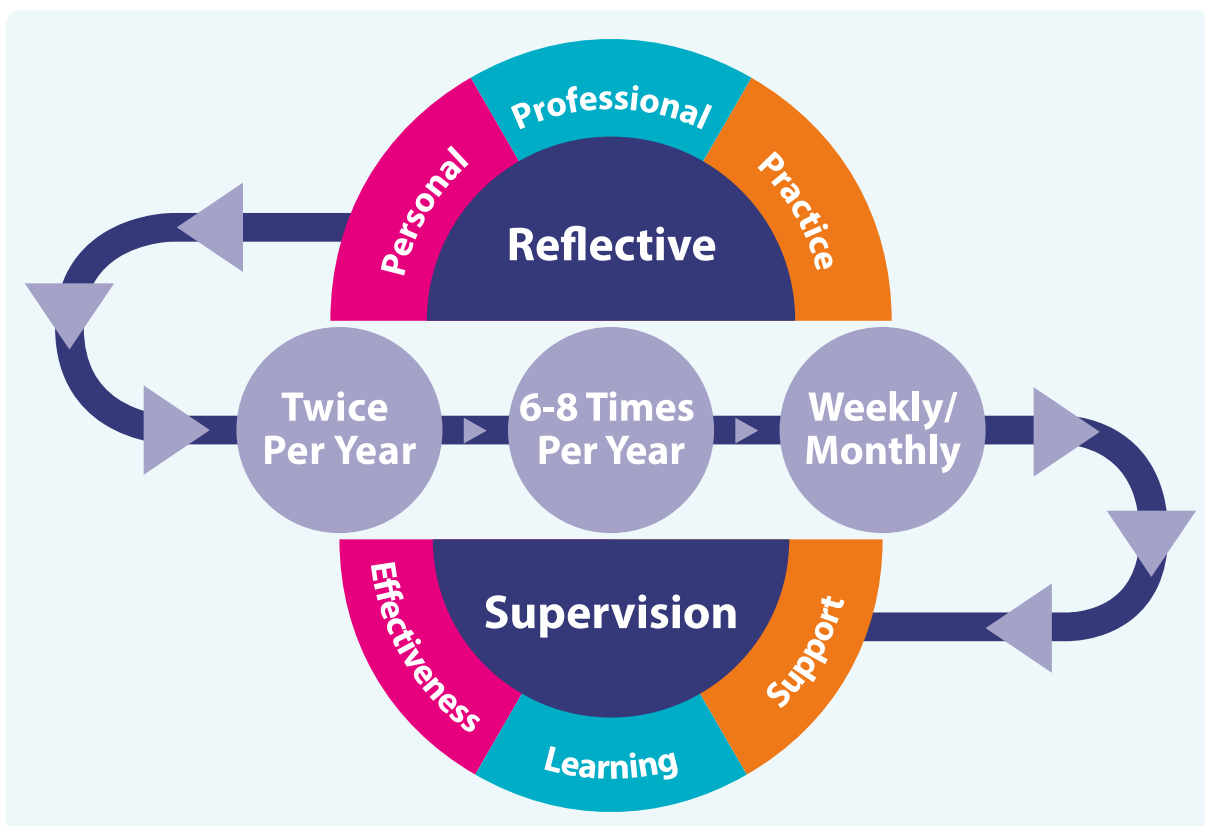 Personal
Professional
Practice
Reflective
Twice
Per Year
6-8 Times
Per Year
Weekly/
Monthly
Supervision
Effectiveness
Learning
Support